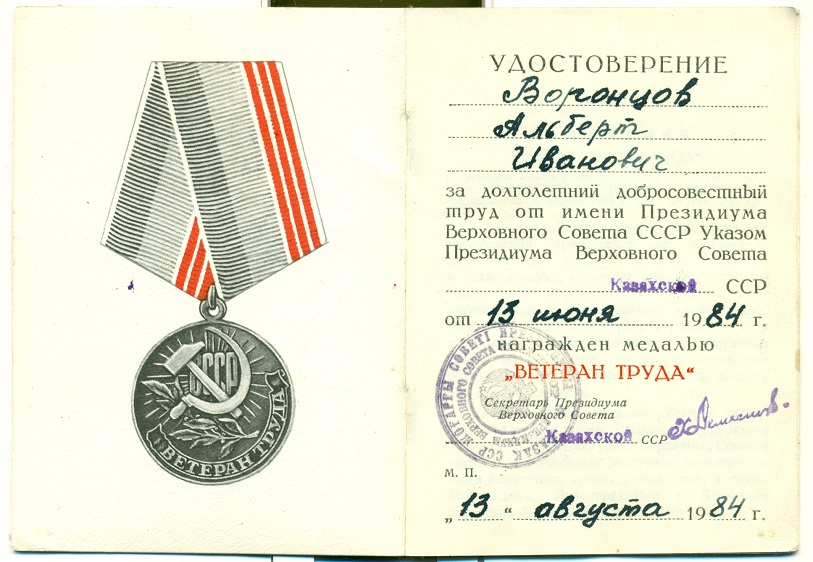 СССР
ВЕТЕРАН ТРУДА
УДОСТОВЕРЕНИЕ
Воронцов
Альберт
Иванович
за долголетний добросовестный
труд от имени Президиума
Верховного Совета СССР Указом
Президиума Верховного Совета
Казахской ССР
от 13 июня 1984 г.
награжден медалью
„ВЕТЕРАН ТРУДА“
Секретарь Президиума
Верховного Совета
Казахской ССР
М. П.
„13“ августа 1984 г.